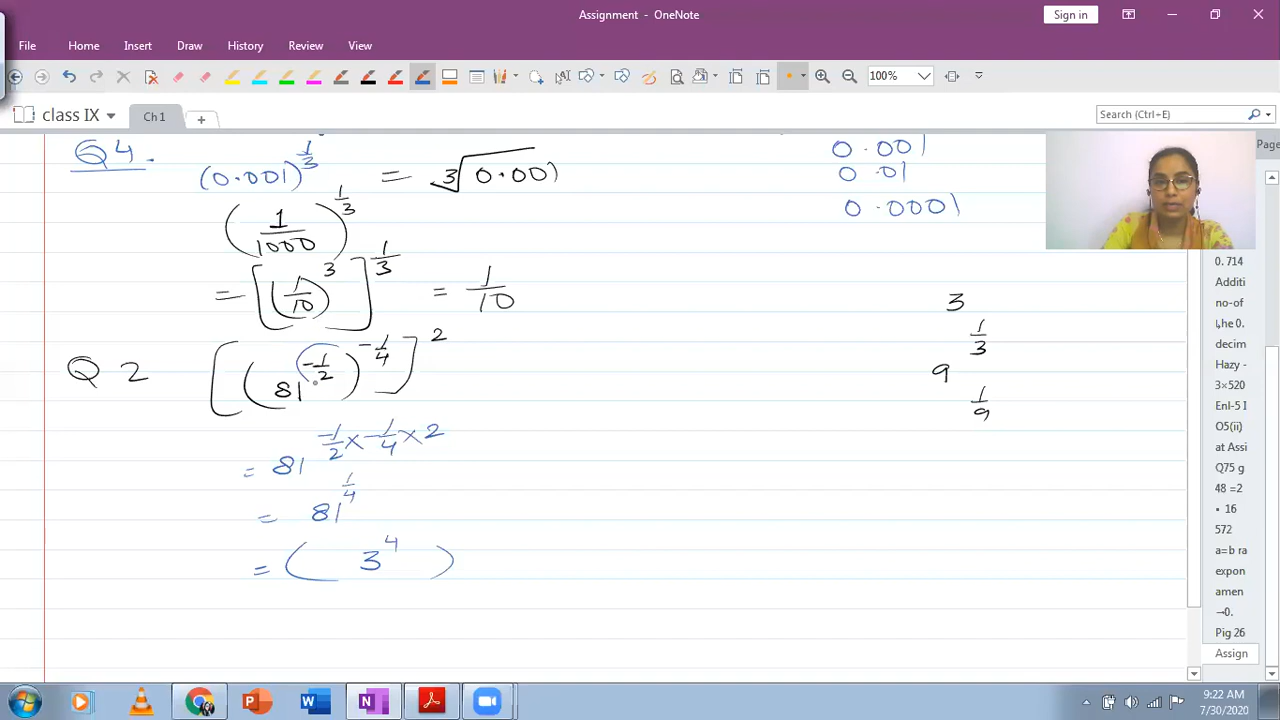 Assignment - OneNote
Sign in
File Home Insert Draw History Review View
100%
class IX
Ch 1
Search (Ctrl+E)
Page
Q4.
(0.001)^{1/3} = ∛0.001
0.001
0.01
0.0001
(1/1000)^{1/3}
= [(1/10)^3]^{1/3} = 1/10
3
1/3
9
1/9
Q 2 [(81^{-1/2})^{-1/4}]^2
= 81^{-1/2 × -1/4 × 2}
= 81^{1/4}
= ( 3^4 )
0.714
Additi
no-of
I,he 0.
decim
Hazy -
3×520
Enl-5 I
O5(ii)
at Assi
Q75 g
48 =2
• 16
572
a=b ra
expon
amen
→0.
Pig 26
Assign
9:22 AM
7/30/2020